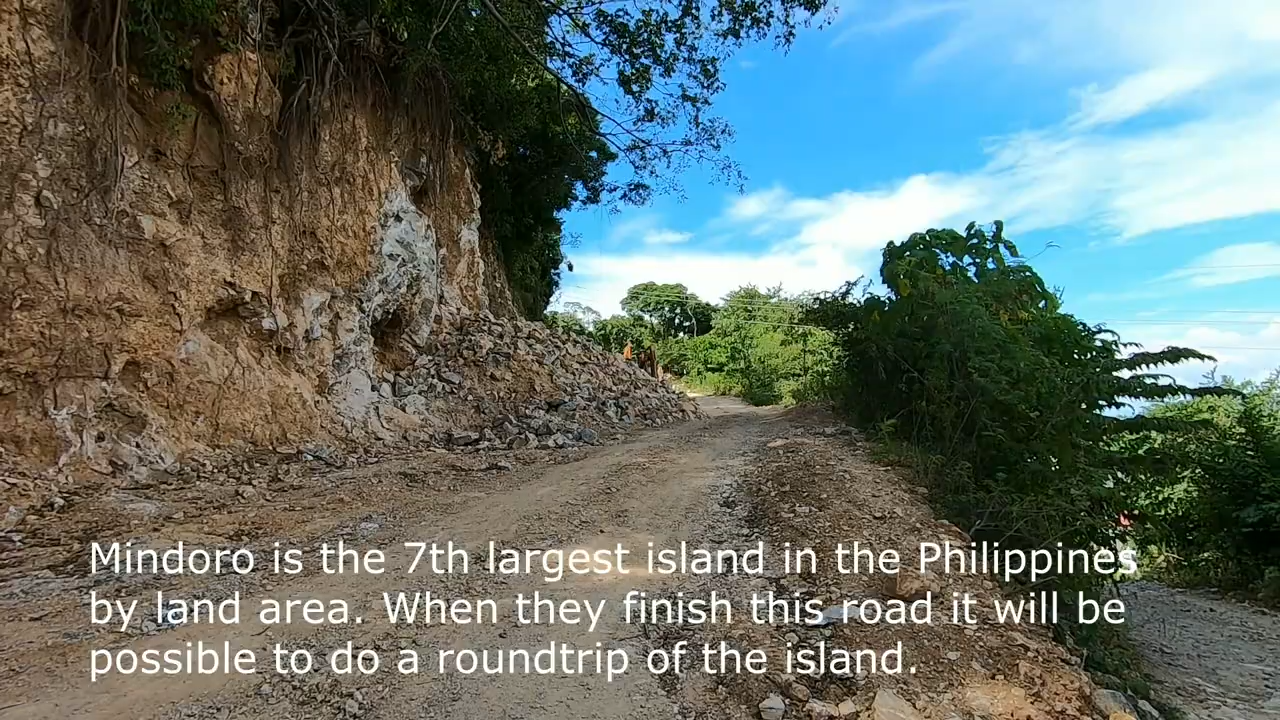 Mindoro is the 7th largest island in the Philippines
by land area. When they finish this road it will be
possible to do a roundtrip of the island.